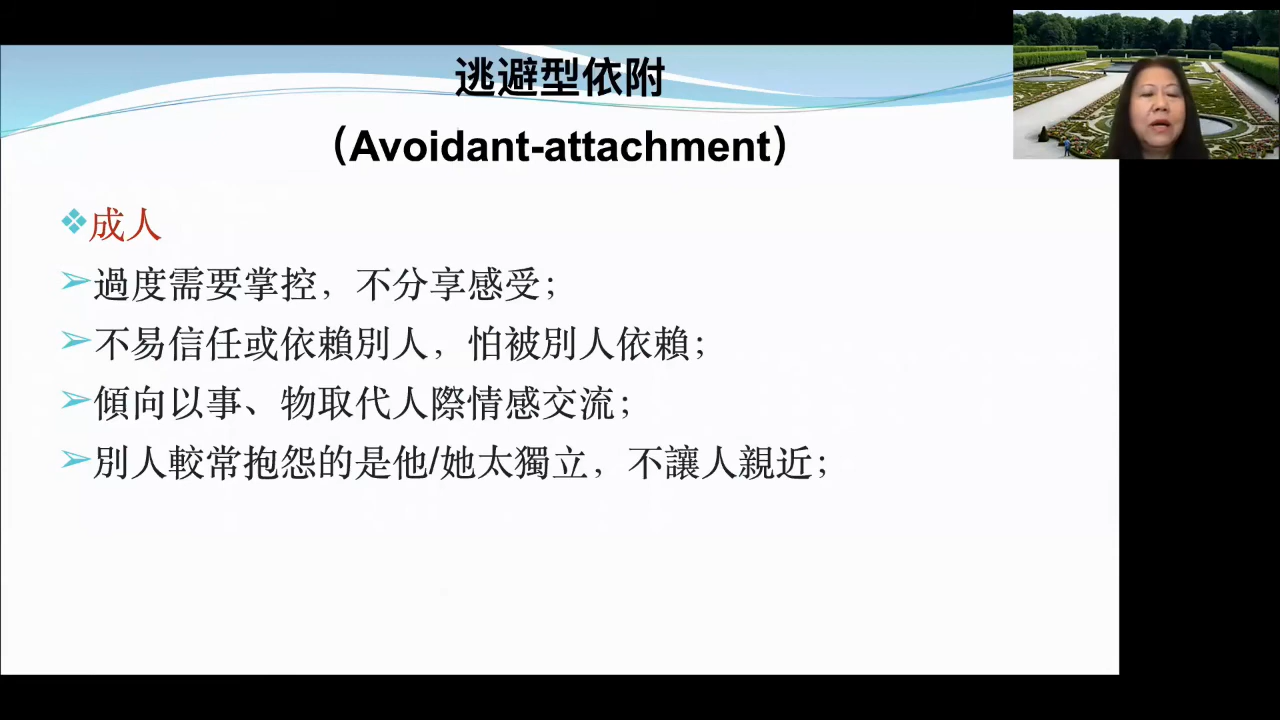 逃避型依附
（Avoidant-attachment）
成人
過度需要掌控，不分享感受；
不易信任或依賴別人，怕被別人依賴；
傾向以事、物取代人際情感交流；
別人較常抱怨的是他/她太獨立，不讓人親近；